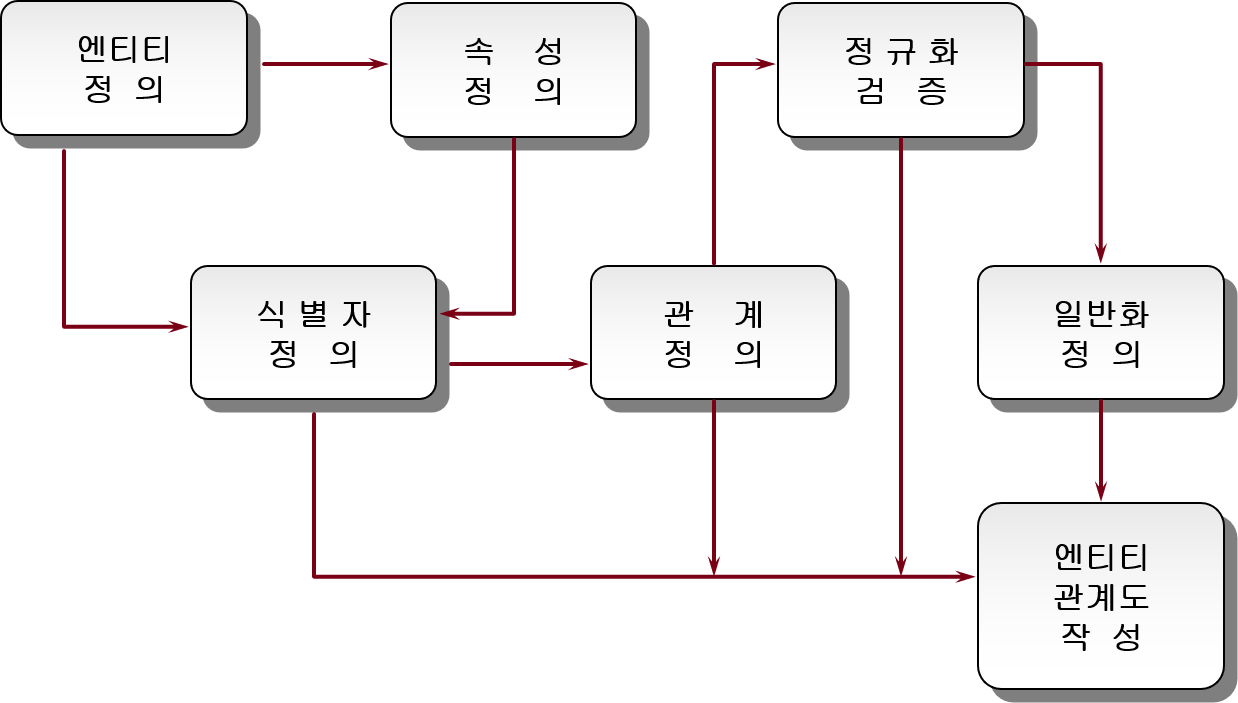 엔티티
정 의
속 성
정 의
정 규 화
검 증
식 별 자
정 의
관 계
정 의
일반화
정 의
엔티티
관계도
작 성